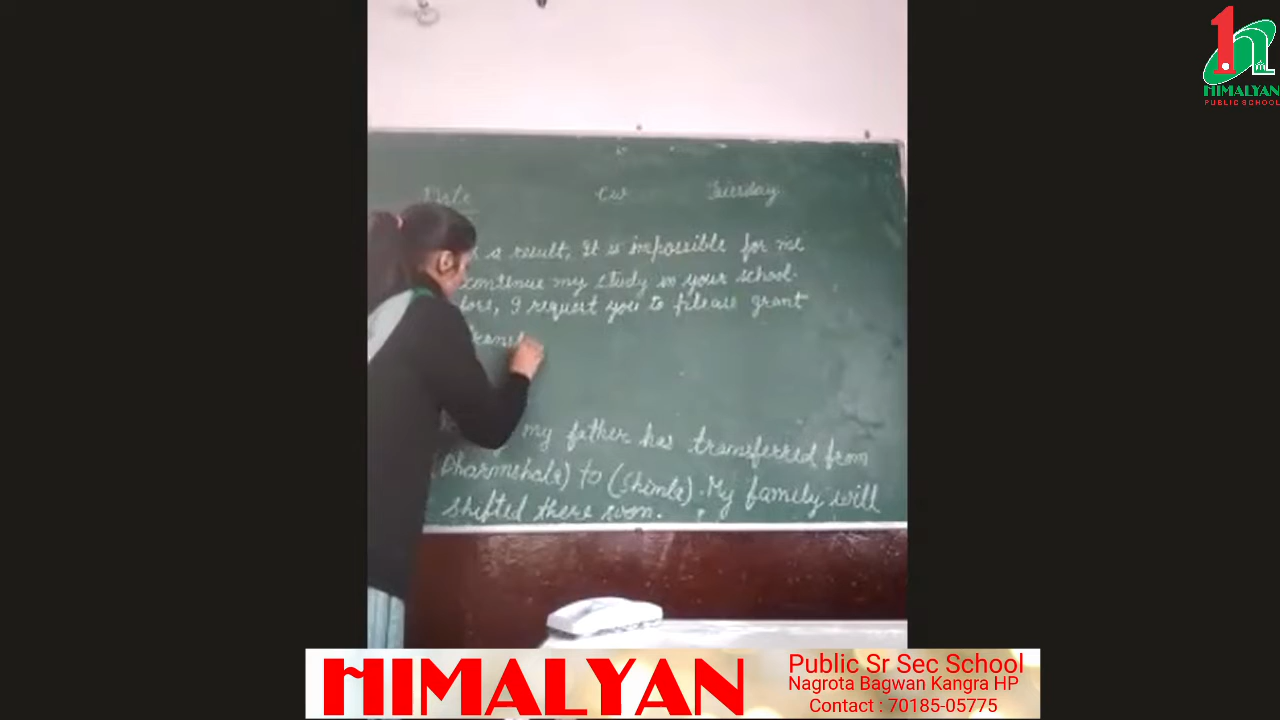 Date CW Tuesday
is a result, It is impossible for me
continue my study in your school.
fore, I request you to please grant
transf
my father has transferred from
(Dharmshala) to (Shimla). My family will
shifted there soon.
HIMALYAN
PUBLIC SCHOOL
HIMALYAN
Public Sr Sec School
Nagrota Bagwan Kangra HP
Contact : 70185-05775